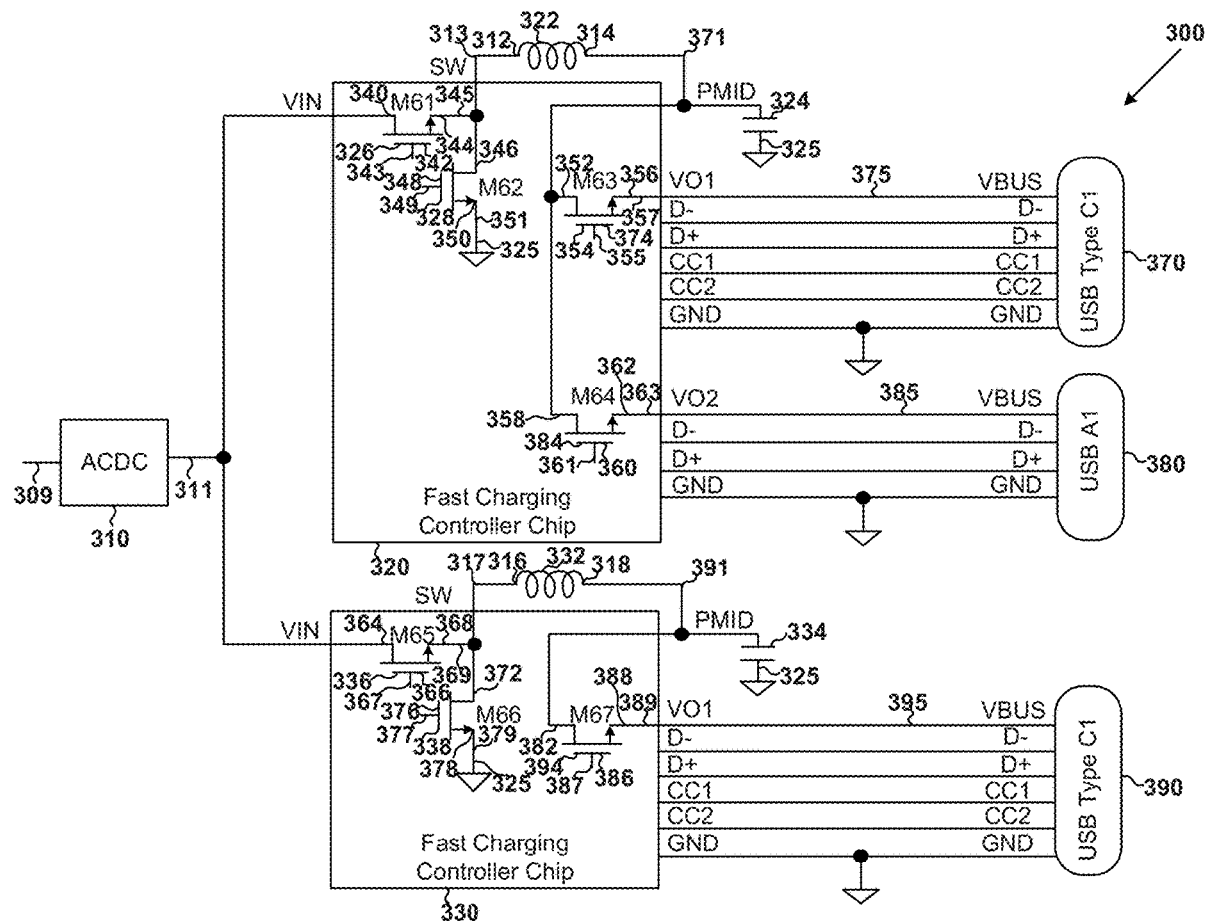 300
313
312
322
314
371
SW
PMID
324
325
VIN
340
M61
345
344
326
343
342
346
348
349
328
M62
351
350
325
352
M63
356
357
354
374
355
VO1
375
VBUS
D-
D-
D+
D+
CC1
CC1
CC2
CC2
GND
GND
USB Type C1
370
358
M64
362
363
384
361
360
VO2
385
VBUS
D-
D-
D+
D+
GND
GND
USB A1
380
ACDC
309
311
310
Fast Charging
Controller Chip
320
317
316
332
318
391
SW
PMID
334
325
VIN
364
M65
368
369
336
367
366
372
376
377
338
M66
379
378
325
382
M67
388
389
394
387
386
VO1
395
VBUS
D-
D-
D+
D+
CC1
CC1
CC2
CC2
GND
GND
USB Type C1
390
Fast Charging
Controller Chip
330